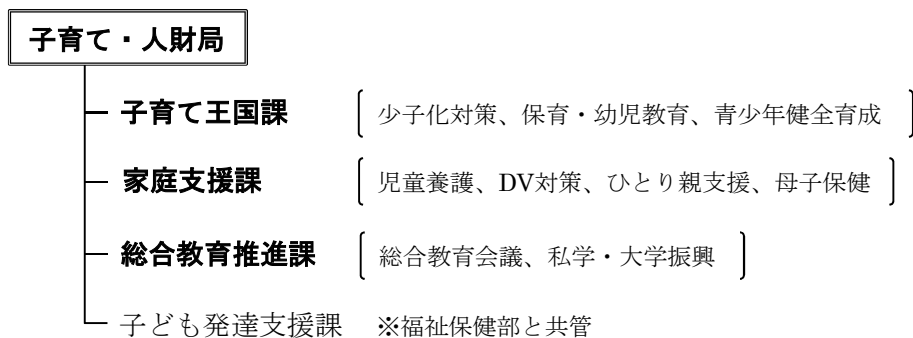 子育て・人財局
子育て王国課 〔少子化対策、保育・幼児教育、青少年健全育成〕
家庭支援課 〔児童養護、DV対策、ひとり親支援、母子保健〕
総合教育推進課 〔総合教育会議、私学・大学振興〕
子ども発達支援課 ※福祉保健部と共管